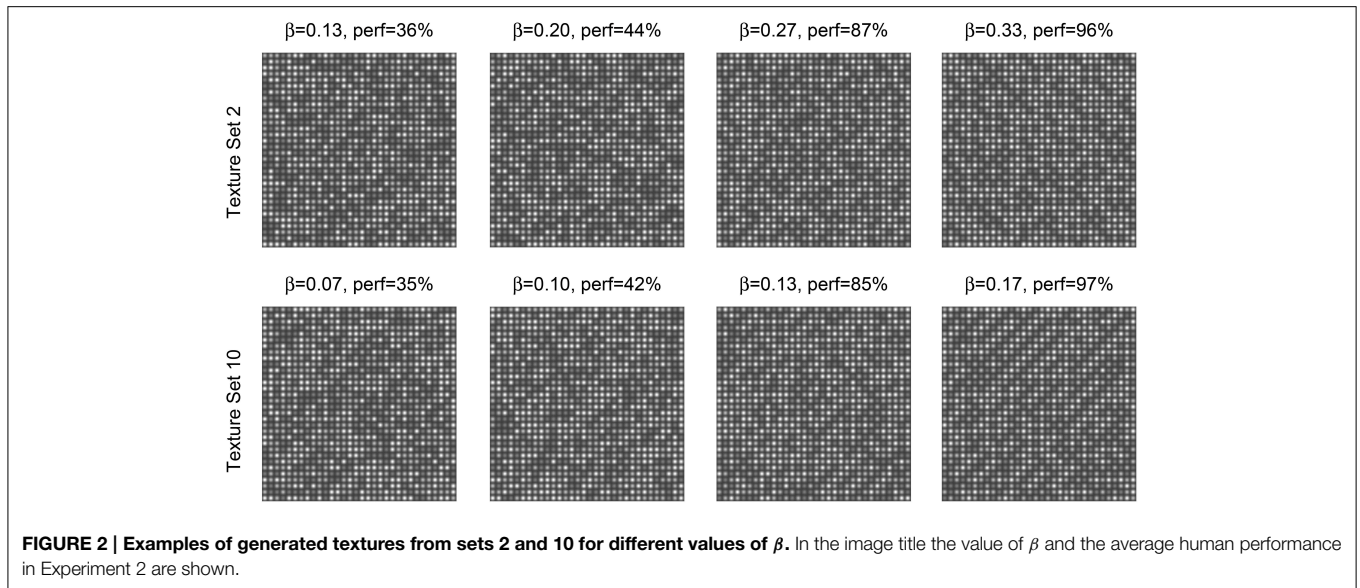 β=0.13, perf=36%
β=0.20, perf=44%
β=0.27, perf=87%
β=0.33, perf=96%
Texture Set 2
β=0.07, perf=35%
β=0.10, perf=42%
β=0.13, perf=85%
β=0.17, perf=97%
Texture Set 10
FIGURE 2 | Examples of generated textures from sets 2 and 10 for different values of β. In the image title the value of β and the average human performance
in Experiment 2 are shown.